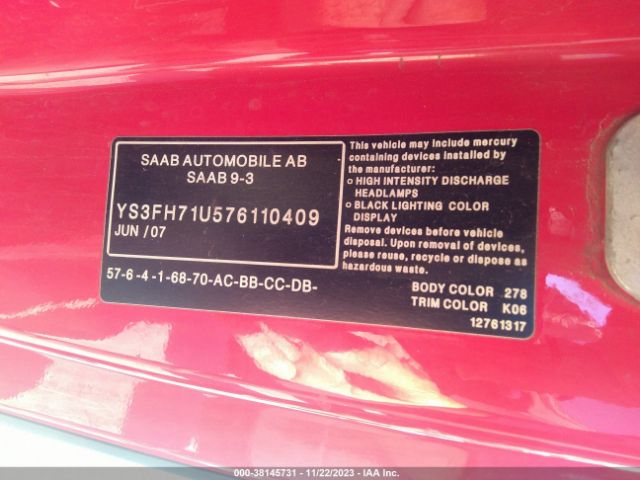 SAAB AUTOMOBILE AB
SAAB 9-3
YS3FH71U576110409
JUN / 07
57-6-4-1-68-70-AC-BB-CC-DB-
This vehicle may include mercury
containing devices installed by
the manufacturer:
○ HIGH INTENSITY DISCHARGE
HEADLAMPS
○ BLACK LIGHTING COLOR
DISPLAY
Remove devices before vehicle
disposal. Upon removal of devices,
please reuse, recycle or dispose as
hazardous waste.
BODY COLOR 278
TRIM COLOR K06
12761317
000-38145731 - 11/22/2023 - IAA Inc.